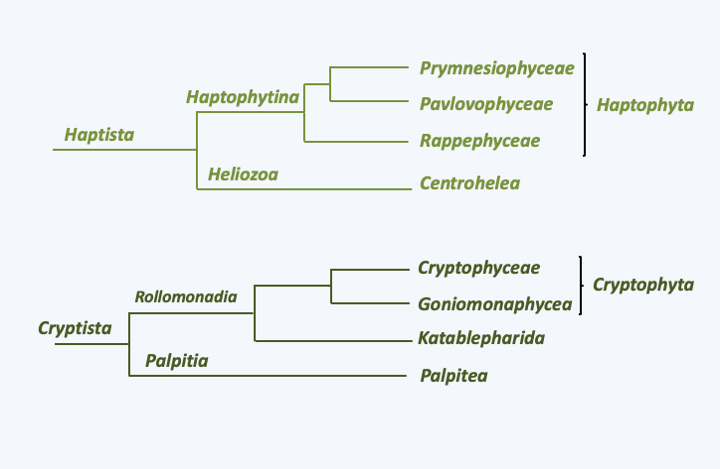 Prymnesiophyceae
Haptophytina
Pavlovophyceae
Haptophyta
Haptista
Rappephyceae
Heliozoa
Centrohelea
Cryptophyceae
Cryptophyta
Rollomonadia
Goniomonaphycea
Cryptista
Katablepharida
Palpitia
Palpitea